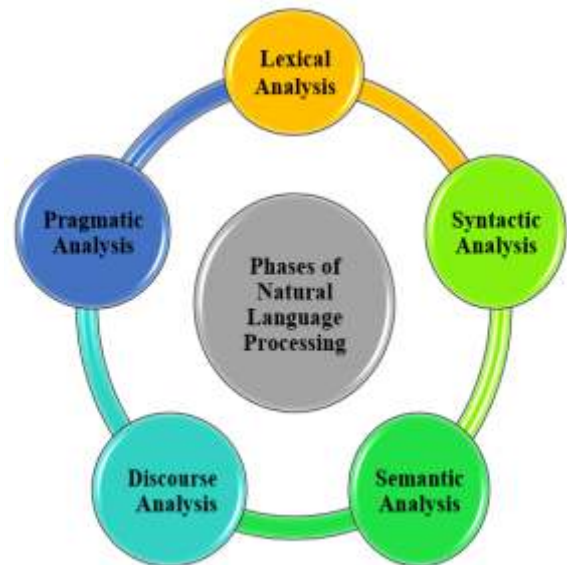 Lexical
Analysis
Syntactic
Analysis
Semantic
Analysis
Discourse
Analysis
Pragmatic
Analysis
Phases of
Natural
Language
Processing